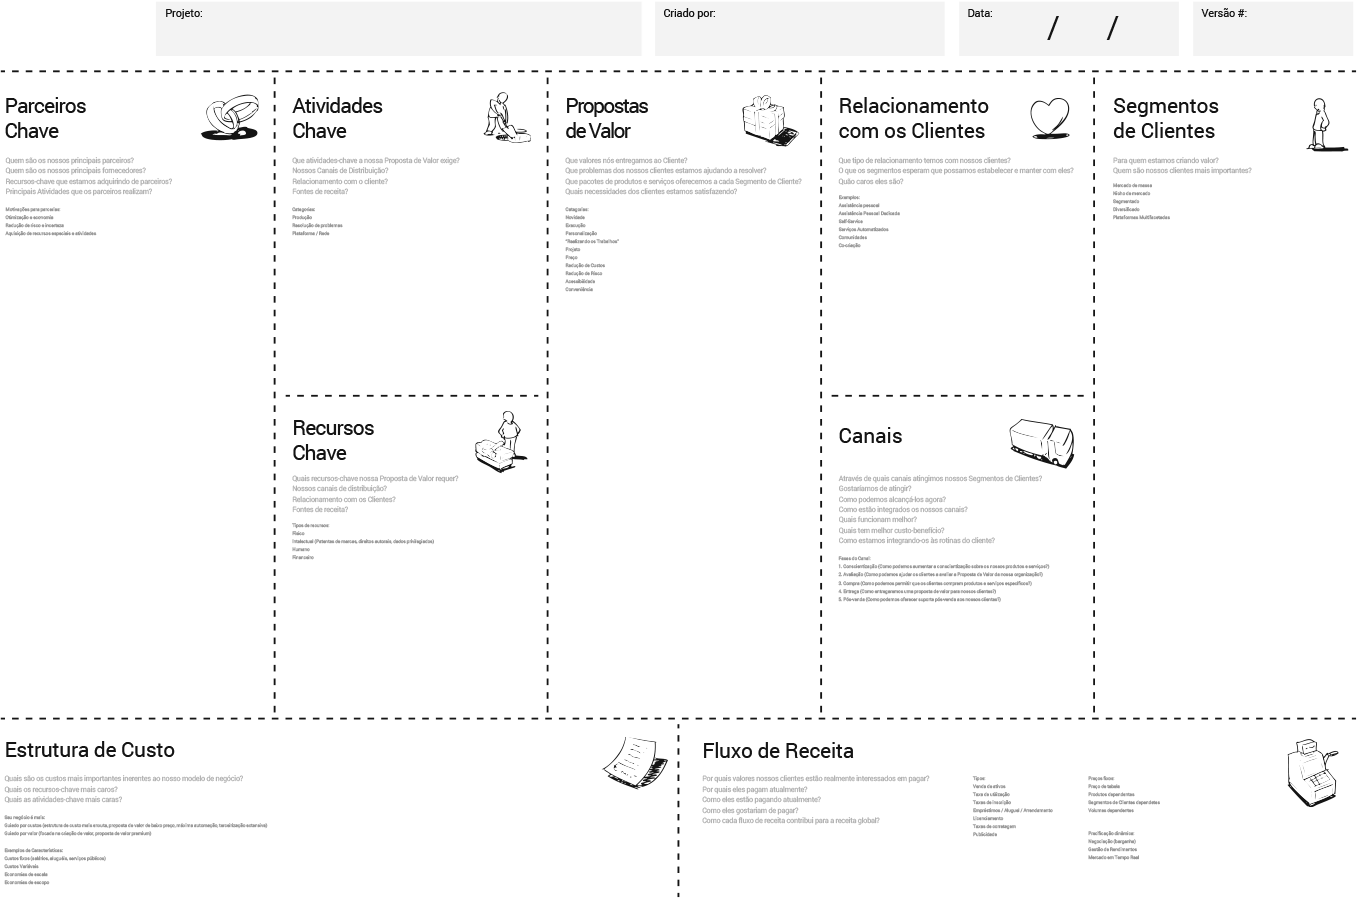 Projeto:
Criado por:
Data:
/ /
Versão #:
Parceiros
Chave
Quem são os nossos principais parceiros?
Quem são os nossos principais fornecedores?
Recursos-chave que estamos adquirindo de parceiros?
Principais Atividades que os parceiros realizam?
Motivações para parcerias:
Otimização e economia
Redução de risco e incerteza
Aquisição de recursos especiais e atividades
Atividades
Chave
Que atividades-chave a nossa Proposta de Valor exige?
Nossos Canais de Distribuição?
Relacionamento com o cliente?
Fontes de receita?
Categorias:
Produção
Resolução de problemas
Plataforma / Rede
Recursos
Chave
Quais recursos-chave nossa Proposta de Valor requer?
Nossos canais de distribuição?
Relacionamento com os Clientes?
Fontes de receita?
Tipos de recursos:
Físico
Intelectual (Patentes de marcas, direitos autorais, dados privilegiados)
Humano
Financeiro
Propostas
de Valor
Que valores nós entregamos ao Cliente?
Que problemas dos nossos clientes estamos ajudando a resolver?
Que pacotes de produtos e serviços oferecemos a cada Segmento de Cliente?
Quais necessidades dos clientes estamos satisfazendo?
Categorias:
Novidade
Execução
Personalização
"Realizando os Trabalhos"
Projeto
Preço
Redução de Custos
Redução de Risco
Acessibilidade
Conveniência
Relacionamento
com os Clientes
Que tipo de relacionamento temos com nossos clientes?
O que os segmentos esperam que possamos estabelecer e manter com eles?
Quão caros eles são?
Exemplos:
Assistência pessoal
Assistência Pessoal Dedicada
Self-Service
Serviços Automatizados
Comunidades
Co-criação
Canais
Através de quais canais atingimos nossos Segmentos de Clientes?
Gostaríamos de atingir?
Como podemos alcançá-los agora?
Como estão integrados os nossos canais?
Quais funcionam melhor?
Quais tem melhor custo-benefício?
Como estamos integrando-os às rotinas do cliente?
Fases do Canal:
1. Conscientização (Como podemos aumentar a conscientização sobre os nossos produtos e serviços?)
2. Avaliação (Como podemos ajudar os clientes a avaliar a Proposta de Valor da nossa organização?)
3. Compra (Como podemos permitir que os clientes comprem produtos e serviços específicos?)
4. Entrega (Como entregaremos uma proposta de valor para nossos clientes?)
5. Pós-venda (Como podemos oferecer suporte pós-venda aos nossos clientes?)
Segmentos
de Clientes
Para quem estamos criando valor?
Quem são nossos clientes mais importantes?
Mercado de massa
Nicho de mercado
Segmentado
Diversificado
Plataformas Multifacetadas
Estrutura de Custo
Quais são os custos mais importantes inerentes ao nosso modelo de negócio?
Quais os recursos-chave mais caros?
Quais as atividades-chave mais caras?
Seu negócio é mais:
Guiado por custos (estrutura de custo mais enxuta, proposta de valor de baixo preço, máxima automação, terceirização extensiva)
Guiado por valor (focado na criação de valor, proposta de valor premium)
Exemplos de Características:
Custos fixos (salários, aluguéis, serviços públicos)
Custos Variáveis
Economias de escala
Economias de escopo
Fluxo de Receita
Por quais valores nossos clientes estão realmente interessados em pagar?
Por quais eles pagam atualmente?
Como eles estão pagando atualmente?
Como eles gostariam de pagar?
Como cada fluxo de receita contribui para a receita global?
Tipos:
Venda de ativos
Taxa de utilização
Taxas de Inscrição
Empréstimos / Aluguel / Arrendamento
Licenciamento
Taxas de corretagem
Publicidade
Preços fixos:
Preço de tabela
Produtos dependentes
Segmentos de Clientes dependetes
Volumes dependentes
Precificação dinâmica:
Negociação (barganha)
Gestão de Rendimentos
Mercado em Tempo Real